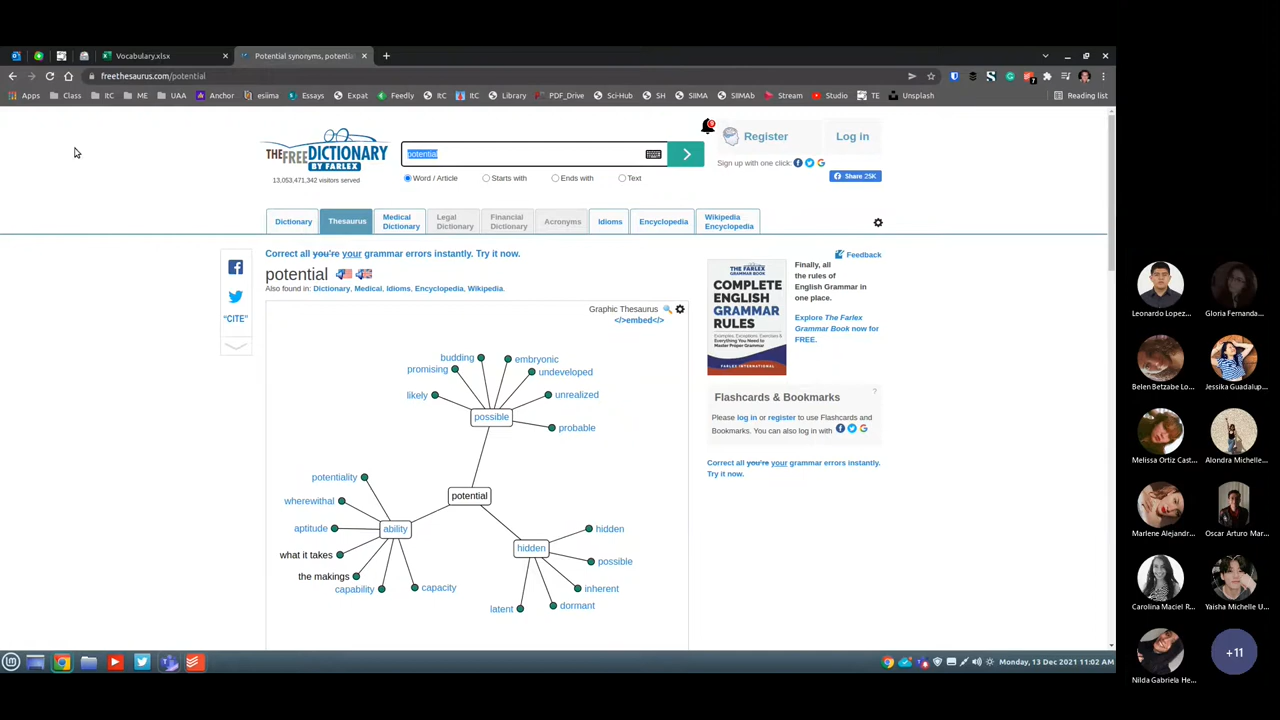 Vocabulary.xlsx
Potential synonyms, potenti
freethesaurus.com/potential
Apps
Class
ItC
ME
UAA
Anchor
esiima
Essays
Expat
Feedly
ItC
ItC
Library
PDF_Drive
Sci-Hub
SH
SIIMA
SIIMAb
Stream
Studio
TE
Unsplash
Reading list
THE FREE DICTIONARY
BY FARLEX
13,053,471,342 visitors served
potential
Word / Article
Starts with
Ends with
Text
Register
Log in
Sign up with one click:
Share 25K
Dictionary
Thesaurus
Medical
Dictionary
Legal
Dictionary
Financial
Dictionary
Acronyms
Idioms
Encyclopedia
Wikipedia
Encyclopedia
Correct all you're your grammar errors instantly. Try it now.
potential
Also found in: Dictionary, Medical, Idioms, Encyclopedia, Wikipedia.
"CITE"
Graphic Thesaurus
</>embed</>
budding
embryonic
promising
undeveloped
likely
unrealized
possible
probable
potentiality
potential
wherewithal
aptitude
ability
hidden
what it takes
hidden
possible
the makings
capability
capacity
inherent
latent
dormant
Feedback
THE FARLEX
GRAMMAR BOOK
COMPLETE
ENGLISH
GRAMMAR
RULES
FARLEX INTERNATIONAL
Finally, all
the rules of
English Grammar in
one place.
Explore The Farlex
Grammar Book now for
FREE.
Flashcards & Bookmarks
?
Please log in or register to use Flashcards and
Bookmarks. You can also log in with
Correct all you're your grammar errors instantly.
Try it now.
Monday, 13 Dec 2021 11:02 AM
Leonardo Lopez...
Gloria Fernanda...
Belen Betzabe Lo...
Jessika Guadalup...
Melissa Ortiz Cast...
Alondra Michelle...
Marlene Alejandr...
Oscar Arturo Mar...
Carolina Maciel R...
Yaisha Michelle U...
Nilda Gabriela He...
+11